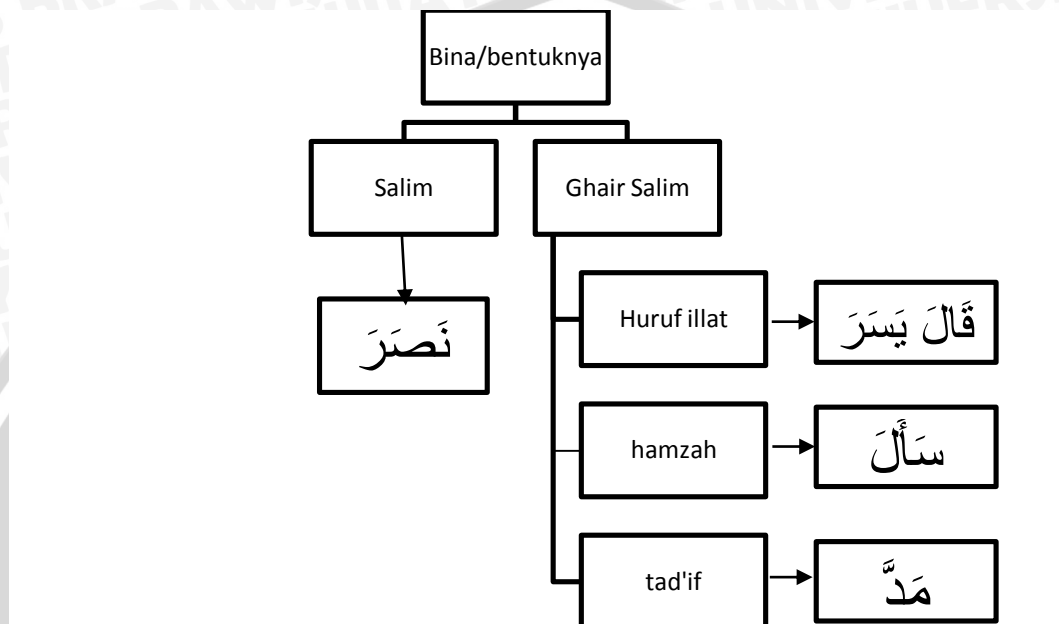 Bina/bentuknya
Salim
Ghair Salim
نَصَرَ
Huruf illat
قَالَ يَسَرَ
hamzah
سَأَلَ
tad'if
مَدَّ